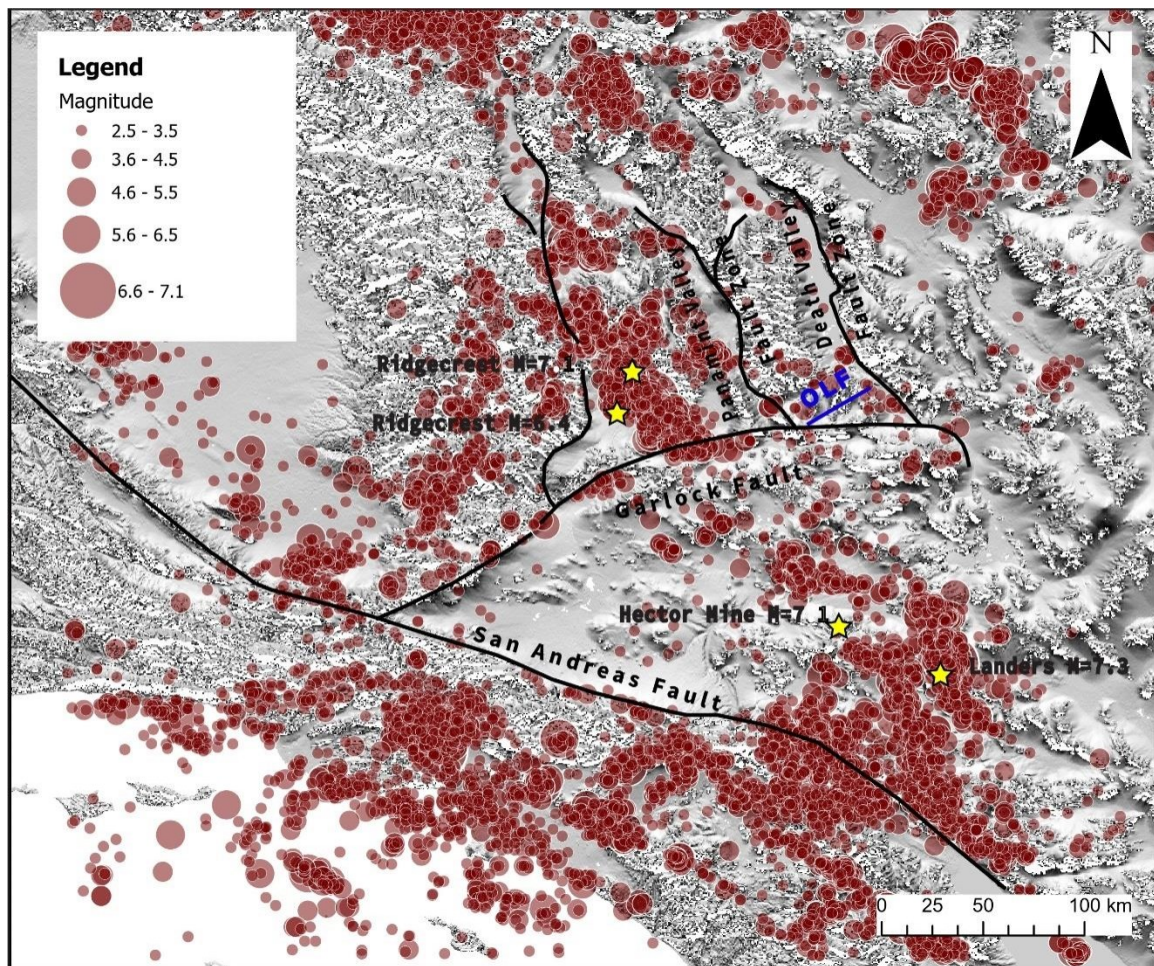 Legend
Magnitude
2.5 - 3.5
3.6 - 4.5
4.6 - 5.5
5.6 - 6.5
6.6 - 7.1
N
Panamint Valley
Fault Zone
Death Valley
Fault Zone
Ridgecrest M=7.1
OLF
Ridgecrest M=6.4
Garlock Fault
Hector Mine M=7.1
San Andreas Fault
Landers M=7.3
0 25 50 100 km